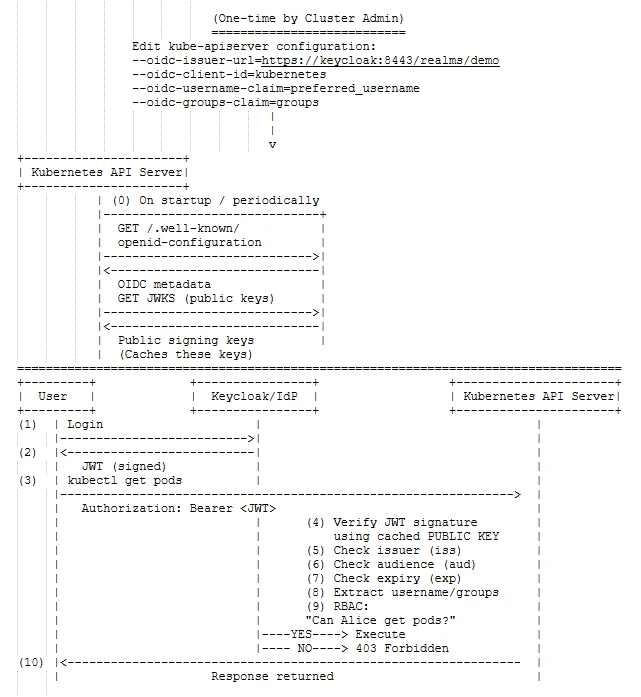 (One-time by Cluster Admin)
===========================
Edit kube-apiserver configuration:
--oidc-issuer-url=https://keycloak:8443/realms/demo
--oidc-client-id=kubernetes
--oidc-username-claim=preferred_username
--oidc-groups-claim=groups
|
|
v
+-----------------------+
| Kubernetes API Server|
+-----------------------+
| (0) On startup / periodically
|------------------------------+
| GET /.well-known/ |
| openid-configuration |
|----------------------------->|
|<-----------------------------|
| OIDC metadata |
| GET JWKS (public keys) |
|----------------------------->|
|<-----------------------------|
| Public signing keys |
| (Caches these keys)
=======================================================================================
+----------+ +----------------+ +-----------------------+
| User | | Keycloak/IdP | | Kubernetes API Server|
+----------+ +----------------+ +-----------------------+
(1) | Login | |
|-------------------------->| |
(2) |<--------------------------| |
| JWT (signed) | |
(3) | kubectl get pods | |
|---------------------------------------------------------------->|
| Authorization: Bearer <JWT> |
| | (4) Verify JWT signature |
| | using cached PUBLIC KEY |
| | (5) Check issuer (iss) |
| | (6) Check audience (aud) |
| | (7) Check expiry (exp) |
| | (8) Extract username/groups |
| | (9) RBAC: |
| | "Can Alice get pods?" |
| |----YES----> Execute |
| |---- NO----> 403 Forbidden |
(10) |<---------------------------------------------------------------- |
| Response returned |